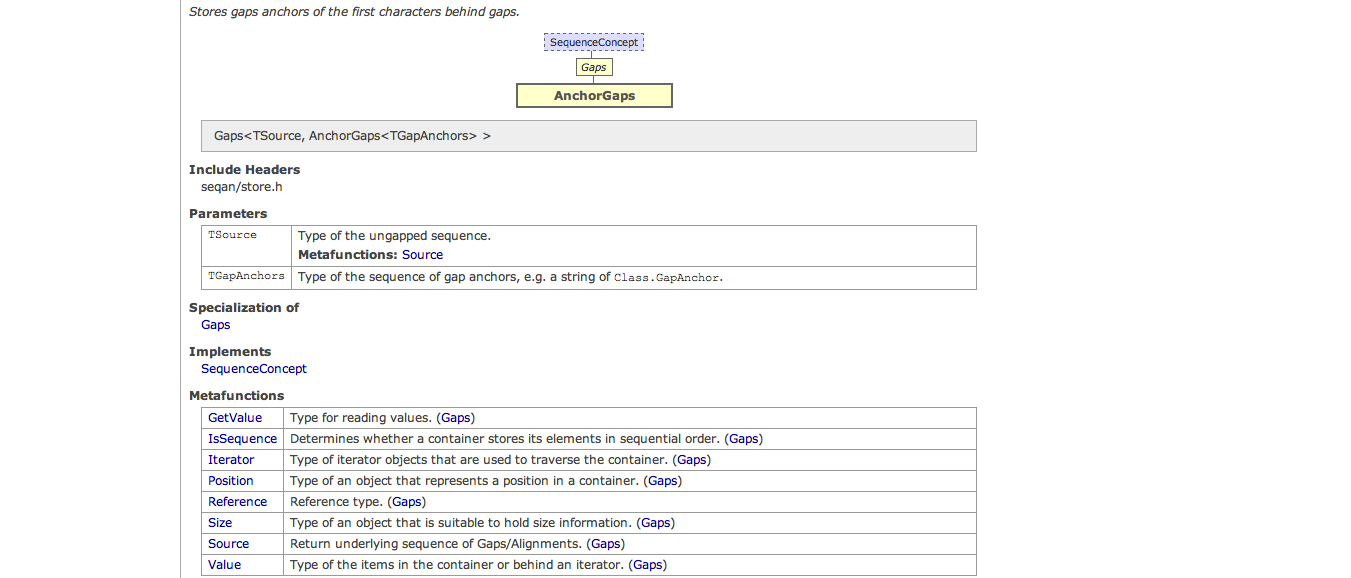 Stores gaps anchors of the first characters behind gaps.
SequenceConcept
Gaps
AnchorGaps
Gaps<TSource, AnchorGaps<TGapAnchors> >
Include Headers
seqan/store.h
Parameters
TSource Type of the ungapped sequence.
Metafunctions: Source
TGapAnchors Type of the sequence of gap anchors, e.g. a string of Class.GapAnchor.
Specialization of
Gaps
Implements
SequenceConcept
Metafunctions
GetValue Type for reading values. (Gaps)
IsSequence Determines whether a container stores its elements in sequential order. (Gaps)
Iterator Type of iterator objects that are used to traverse the container. (Gaps)
Position Type of an object that represents a position in a container. (Gaps)
Reference Reference type. (Gaps)
Size Type of an object that is suitable to hold size information. (Gaps)
Source Return underlying sequence of Gaps/Alignments. (Gaps)
Value Type of the items in the container or behind an iterator. (Gaps)